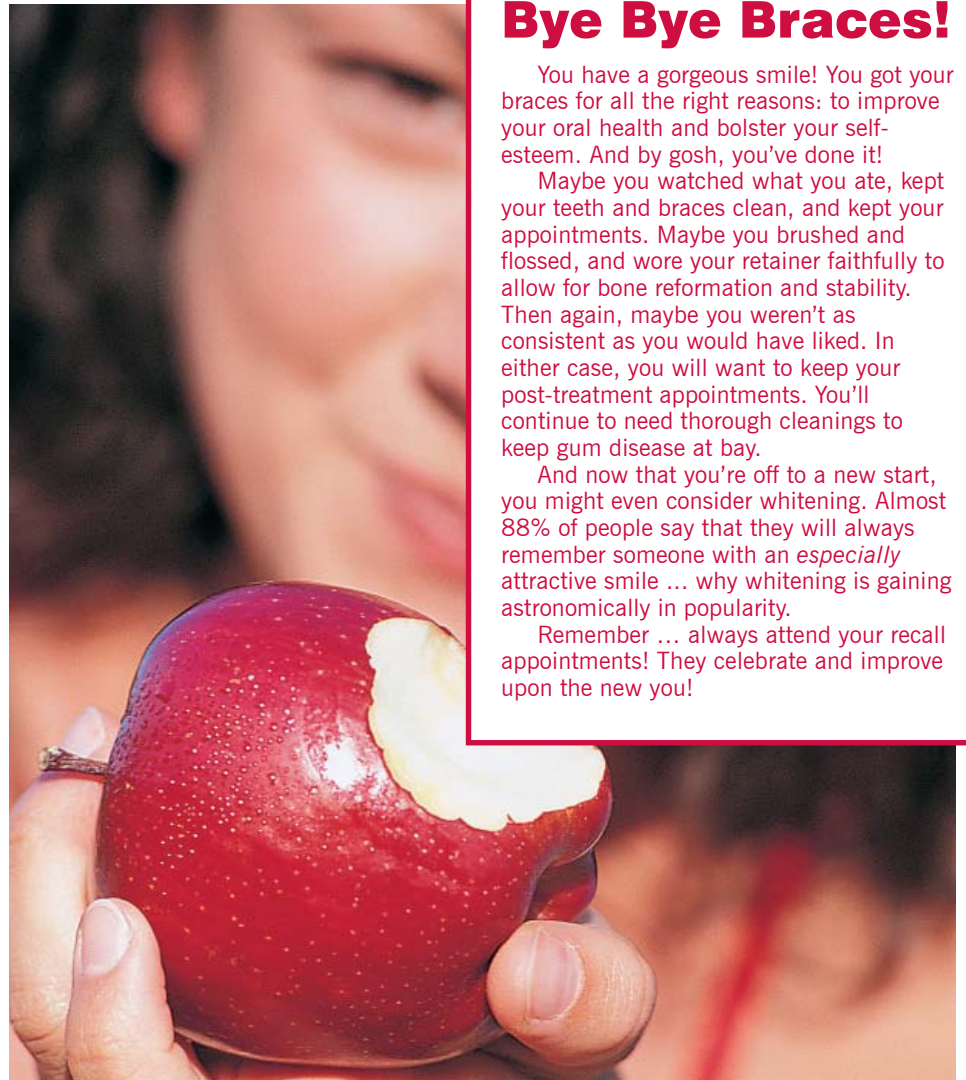 Bye Bye Braces!
You have a gorgeous smile! You got your
braces for all the right reasons: to improve
your oral health and bolster your self-
esteem. And by gosh, you've done it!
Maybe you watched what you ate, kept
your teeth and braces clean, and kept your
appointments. Maybe you brushed and
flossed, and wore your retainer faithfully to
allow for bone reformation and stability.
Then again, maybe you weren't as
consistent as you would have liked. In
either case, you will want to keep your
post-treatment appointments. You'll
continue to need thorough cleanings to
keep gum disease at bay.
And now that you're off to a new start,
you might even consider whitening. Almost
88% of people say that they will always
remember someone with an especially
attractive smile … why whitening is gaining
astronomically in popularity.
Remember … always attend your recall
appointments! They celebrate and improve
upon the new you!